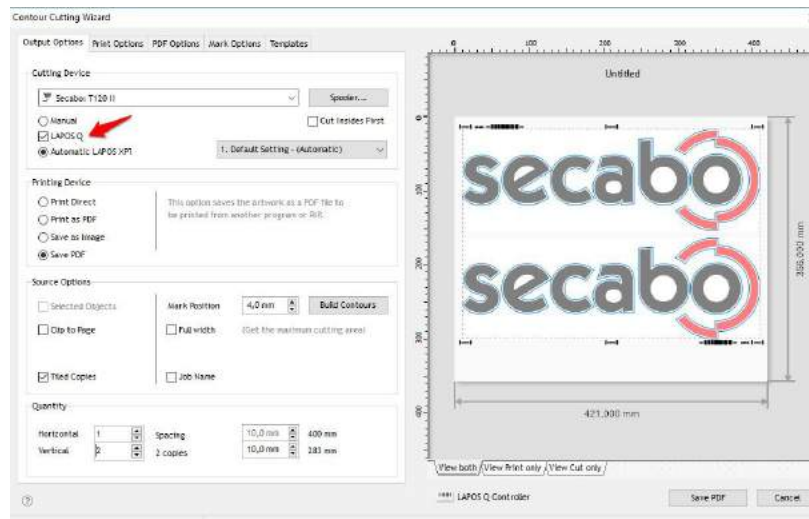 Contour Cutting Wizard
Output Options Print Options PDF Options Mark Options Templates
Cutting Device
Secabo: T120 II
Spooler...
Manual
Cut Insides First
LAPOS Q
Automatic LAPOS XPT
1. Default Setting - (Automatic)
Printing Device
Print Direct
This option saves the artwork as a PDF file to
Print as PDF
be printed from another program or RIP.
Save as Image
Save PDF
Source Options
Selected Objects
Mark Position 4,0 mm
Build Contours
Clip to Page
Full width
(Get the maximum cutting area)
Tiled Copies
Job Name
Quantity
Horizontal 1 Spacing 10,0 mm 400 mm
Vertical 2 2 copies 10,0 mm 283 mm
0 100 200 300 400
Untitled
0
100
200
300
400
secabo
secabo
421,000 mm
View both View Print only View Cut only
LAPOS Q Controller
Save PDF
Cancel